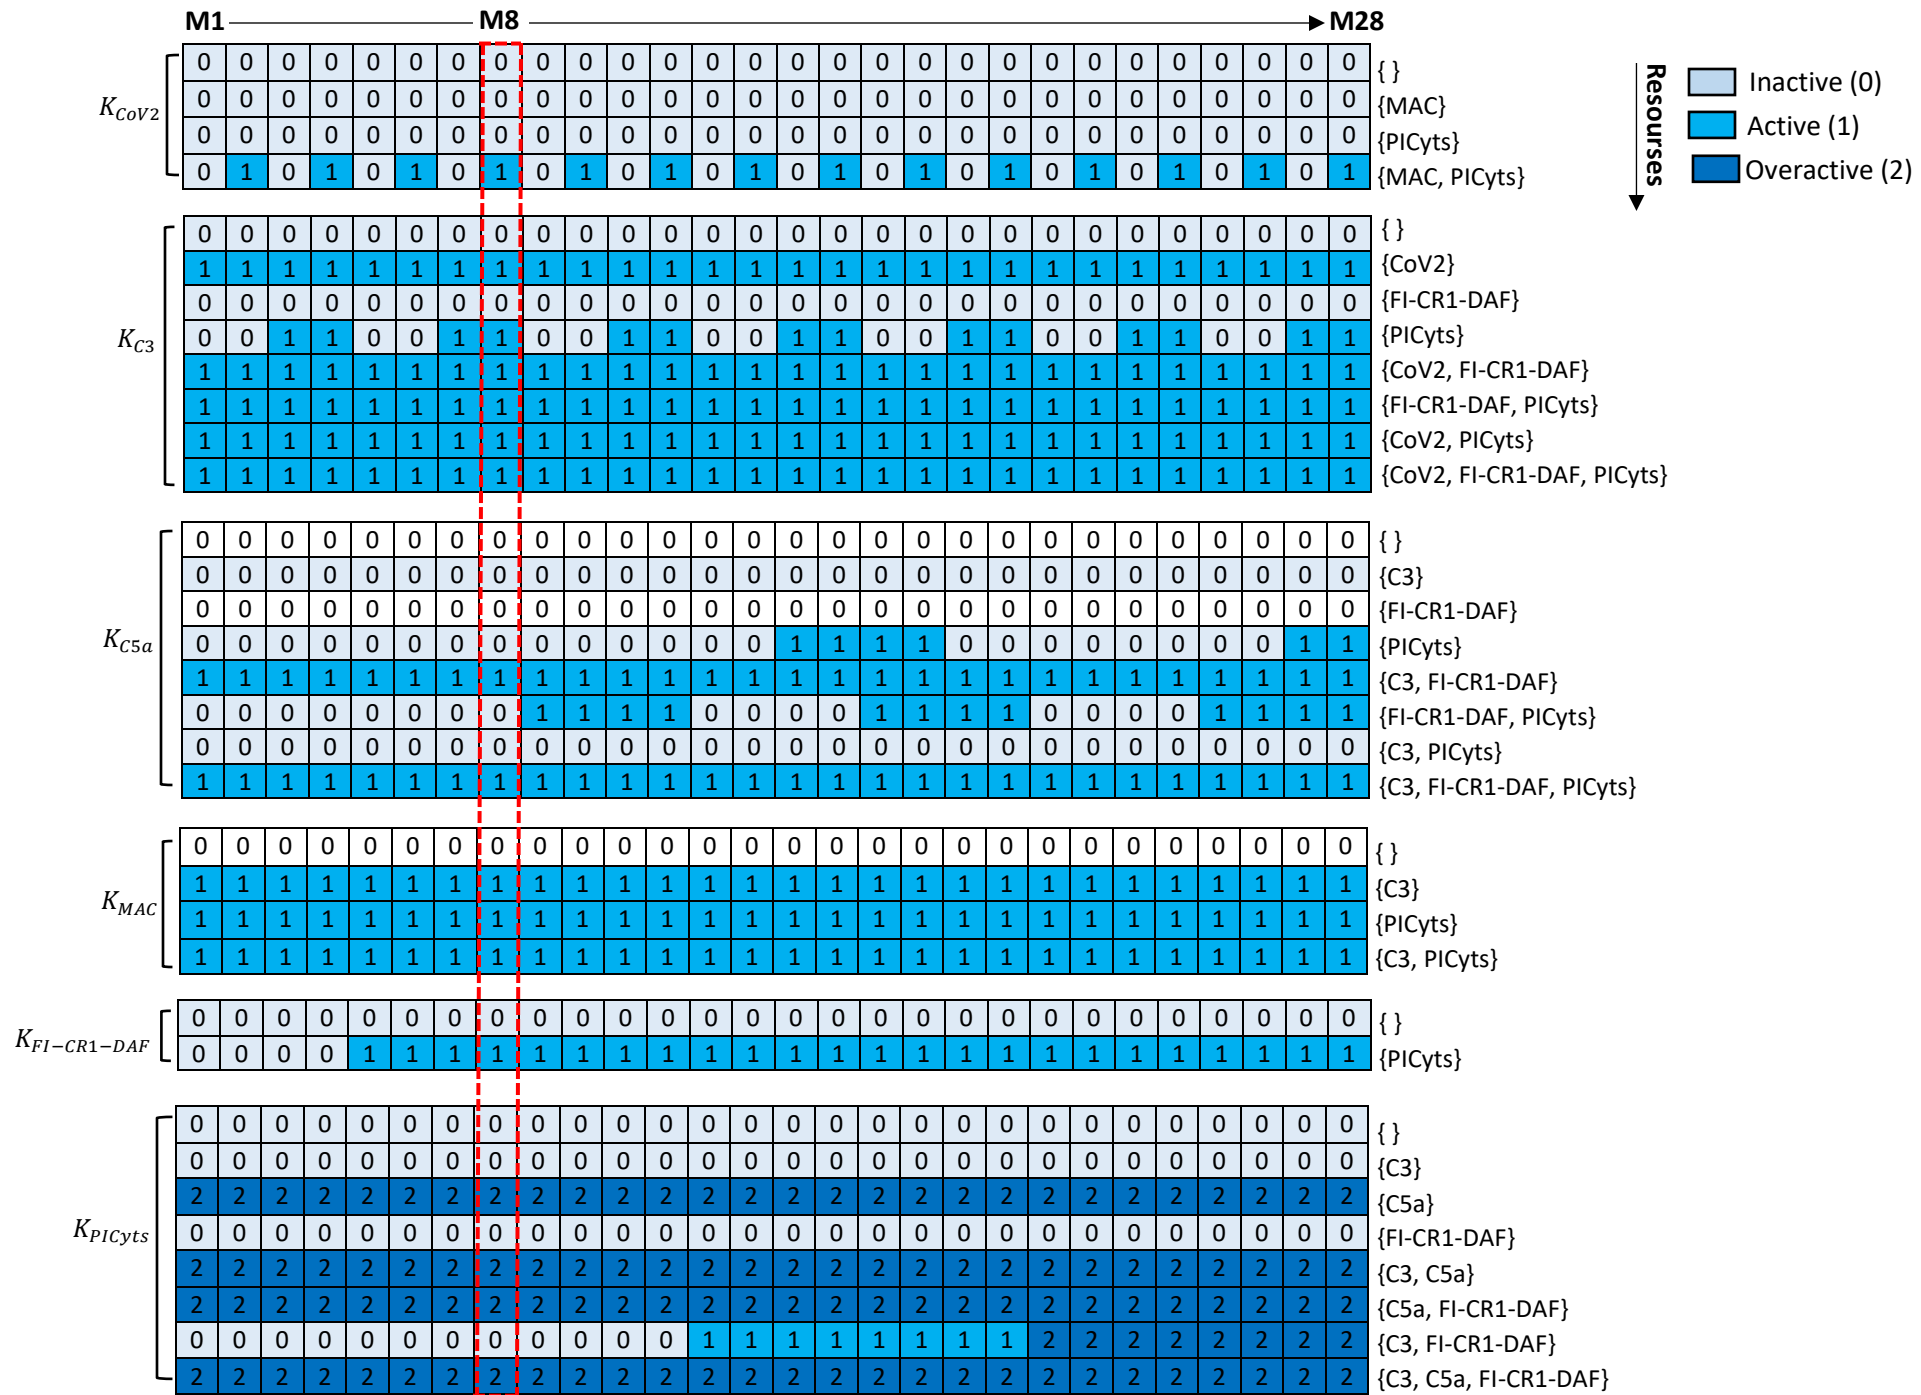 M1 M8 M28
K_CoV2
0 0 0 0 0 0 0 0 0 0 0 0 0 0 0 0 0 0 0 0 0 0 0 0 0 0 0 0 { }
0 0 0 0 0 0 0 0 0 0 0 0 0 0 0 0 0 0 0 0 0 0 0 0 0 0 0 0 {MAC}
0 0 0 0 0 0 0 0 0 0 0 0 0 0 0 0 0 0 0 0 0 0 0 0 0 0 0 0 {PICyts}
0 1 0 1 0 1 0 1 0 1 0 1 0 1 0 1 0 1 0 1 0 1 0 1 0 1 0 1 {MAC, PICyts}
Resourses
Inactive (0)
Active (1)
Overactive (2)
K_C3
0 0 0 0 0 0 0 0 0 0 0 0 0 0 0 0 0 0 0 0 0 0 0 0 0 0 0 0 { }
1 1 1 1 1 1 1 1 1 1 1 1 1 1 1 1 1 1 1 1 1 1 1 1 1 1 1 1 {CoV2}
0 0 0 0 0 0 0 0 0 0 0 0 0 0 0 0 0 0 0 0 0 0 0 0 0 0 0 0 {FI-CR1-DAF}
0 0 1 1 0 0 1 1 0 0 1 1 0 0 1 1 0 0 1 1 0 0 1 1 0 0 1 1 {PICyts}
1 1 1 1 1 1 1 1 1 1 1 1 1 1 1 1 1 1 1 1 1 1 1 1 1 1 1 1 {CoV2, FI-CR1-DAF}
1 1 1 1 1 1 1 1 1 1 1 1 1 1 1 1 1 1 1 1 1 1 1 1 1 1 1 1 {FI-CR1-DAF, PICyts}
1 1 1 1 1 1 1 1 1 1 1 1 1 1 1 1 1 1 1 1 1 1 1 1 1 1 1 1 {CoV2, PICyts}
1 1 1 1 1 1 1 1 1 1 1 1 1 1 1 1 1 1 1 1 1 1 1 1 1 1 1 1 {CoV2, FI-CR1-DAF, PICyts}
K_C5a
0 0 0 0 0 0 0 0 0 0 0 0 0 0 0 0 0 0 0 0 0 0 0 0 0 0 0 0 { }
0 0 0 0 0 0 0 0 0 0 0 0 0 0 0 0 0 0 0 0 0 0 0 0 0 0 0 0 {C3}
0 0 0 0 0 0 0 0 0 0 0 0 0 0 0 0 0 0 0 0 0 0 0 0 0 0 0 0 {FI-CR1-DAF}
0 0 0 0 0 0 0 0 0 0 0 0 0 0 1 1 1 1 0 0 0 0 0 0 0 0 1 1 {PICyts}
1 1 1 1 1 1 1 1 1 1 1 1 1 1 1 1 1 1 1 1 1 1 1 1 1 1 1 1 {C3, FI-CR1-DAF}
0 0 0 0 0 0 0 0 1 1 1 1 0 0 0 0 1 1 1 1 0 0 0 0 1 1 1 1 {FI-CR1-DAF, PICyts}
0 0 0 0 0 0 0 0 0 0 0 0 0 0 0 0 0 0 0 0 0 0 0 0 0 0 0 0 {C3, PICyts}
1 1 1 1 1 1 1 1 1 1 1 1 1 1 1 1 1 1 1 1 1 1 1 1 1 1 1 1 {C3, FI-CR1-DAF, PICyts}
K_MAC
0 0 0 0 0 0 0 0 0 0 0 0 0 0 0 0 0 0 0 0 0 0 0 0 0 0 0 0 { }
1 1 1 1 1 1 1 1 1 1 1 1 1 1 1 1 1 1 1 1 1 1 1 1 1 1 1 1 {C3}
1 1 1 1 1 1 1 1 1 1 1 1 1 1 1 1 1 1 1 1 1 1 1 1 1 1 1 1 {PICyts}
1 1 1 1 1 1 1 1 1 1 1 1 1 1 1 1 1 1 1 1 1 1 1 1 1 1 1 1 {C3, PICyts}
K_FI−CR1−DAF
0 0 0 0 0 0 0 0 0 0 0 0 0 0 0 0 0 0 0 0 0 0 0 0 0 0 0 0 { }
0 0 0 0 1 1 1 1 1 1 1 1 1 1 1 1 1 1 1 1 1 1 1 1 1 1 1 1 {PICyts}
K_PICyts
0 0 0 0 0 0 0 0 0 0 0 0 0 0 0 0 0 0 0 0 0 0 0 0 0 0 0 0 { }
0 0 0 0 0 0 0 0 0 0 0 0 0 0 0 0 0 0 0 0 0 0 0 0 0 0 0 0 {C3}
2 2 2 2 2 2 2 2 2 2 2 2 2 2 2 2 2 2 2 2 2 2 2 2 2 2 2 2 {C5a}
0 0 0 0 0 0 0 0 0 0 0 0 0 0 0 0 0 0 0 0 0 0 0 0 0 0 0 0 {FI-CR1-DAF}
2 2 2 2 2 2 2 2 2 2 2 2 2 2 2 2 2 2 2 2 2 2 2 2 2 2 2 2 {C3, C5a}
2 2 2 2 2 2 2 2 2 2 2 2 2 2 2 2 2 2 2 2 2 2 2 2 2 2 2 2 {C5a, FI-CR1-DAF}
0 0 0 0 0 0 0 0 0 0 0 0 1 1 1 1 1 1 1 1 2 2 2 2 2 2 2 2 {C3, FI-CR1-DAF}
2 2 2 2 2 2 2 2 2 2 2 2 2 2 2 2 2 2 2 2 2 2 2 2 2 2 2 2 {C3, C5a, FI-CR1-DAF}